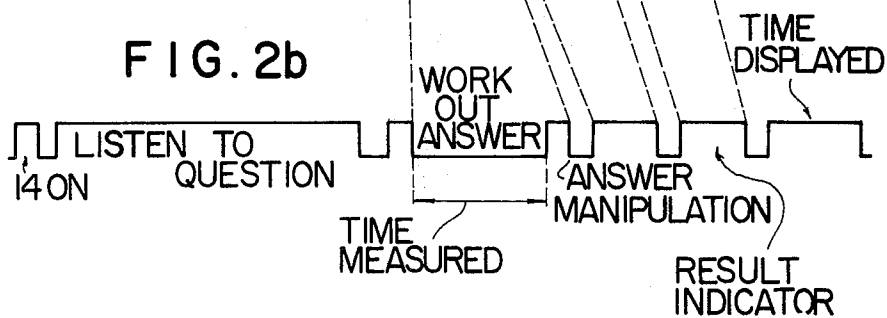 FIG. 2b
TIME
DISPLAYED
WORK
OUT
ANSWER
LISTEN TO
QUESTION
14 ON
ANSWER
MANIPULATION
TIME
MEASURED
RESULT
INDICATOR